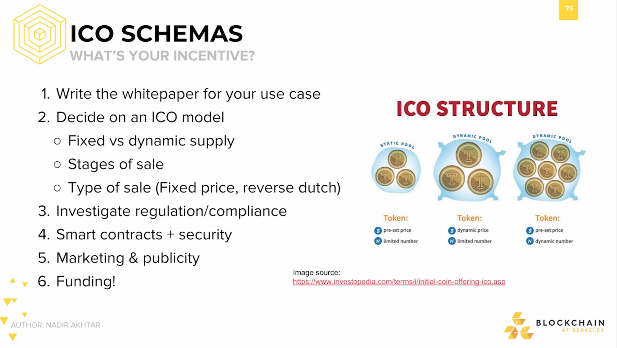 75
ICO SCHEMAS
WHAT'S YOUR INCENTIVE?
1. Write the whitepaper for your use case
2. Decide on an ICO model
○ Fixed vs dynamic supply
○ Stages of sale
○ Type of sale (Fixed price, reverse dutch)
3. Investigate regulation/compliance
4. Smart contracts + security
5. Marketing & publicity
6. Funding!
ICO STRUCTURE
STATIC POOL
DYNAMIC POOL
DYNAMIC POOL
Token:
$ pre-set price
N limited number
Token:
$ dynamic price
N limited number
Token:
$ pre-set price
N dynamic number
Image source:
https://www.investopedia.com/terms/i/initial-coin-offering-ico.asp
AUTHOR: NADIR AKHTAR
BLOCKCHAIN
AT BERKELEY